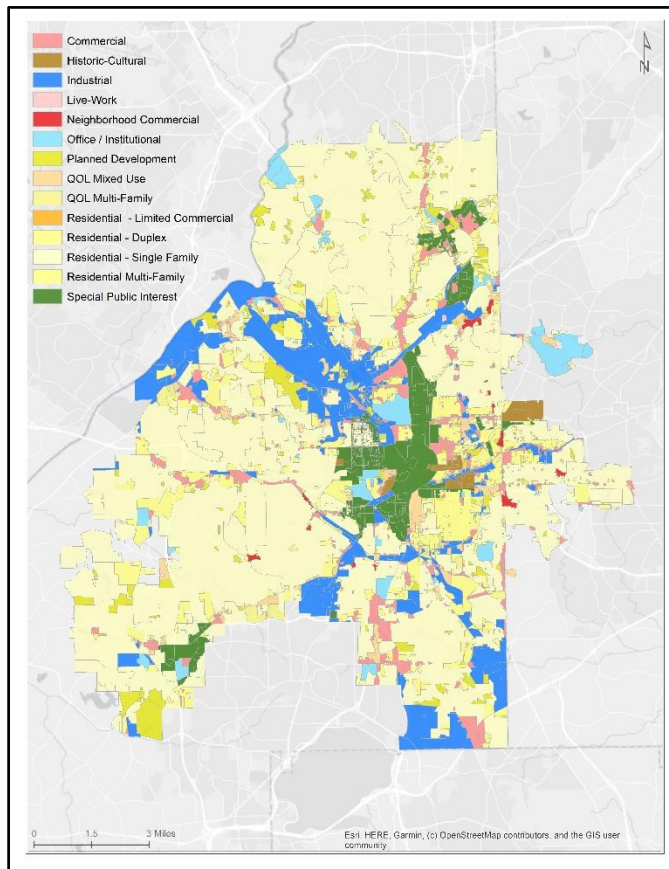 Commercial
Historic-Cultural
Industrial
Live-Work
Neighborhood Commercial
Office / Institutional
Planned Development
QOL Mixed Use
QOL Multi-Family
Residential - Limited Commercial
Residential - Duplex
Residential - Single Family
Residential Multi-Family
Special Public Interest
N
0 1.5 3 Miles
Esri, HERE, Garmin, (c) OpenStreetMap contributors, and the GIS user
community